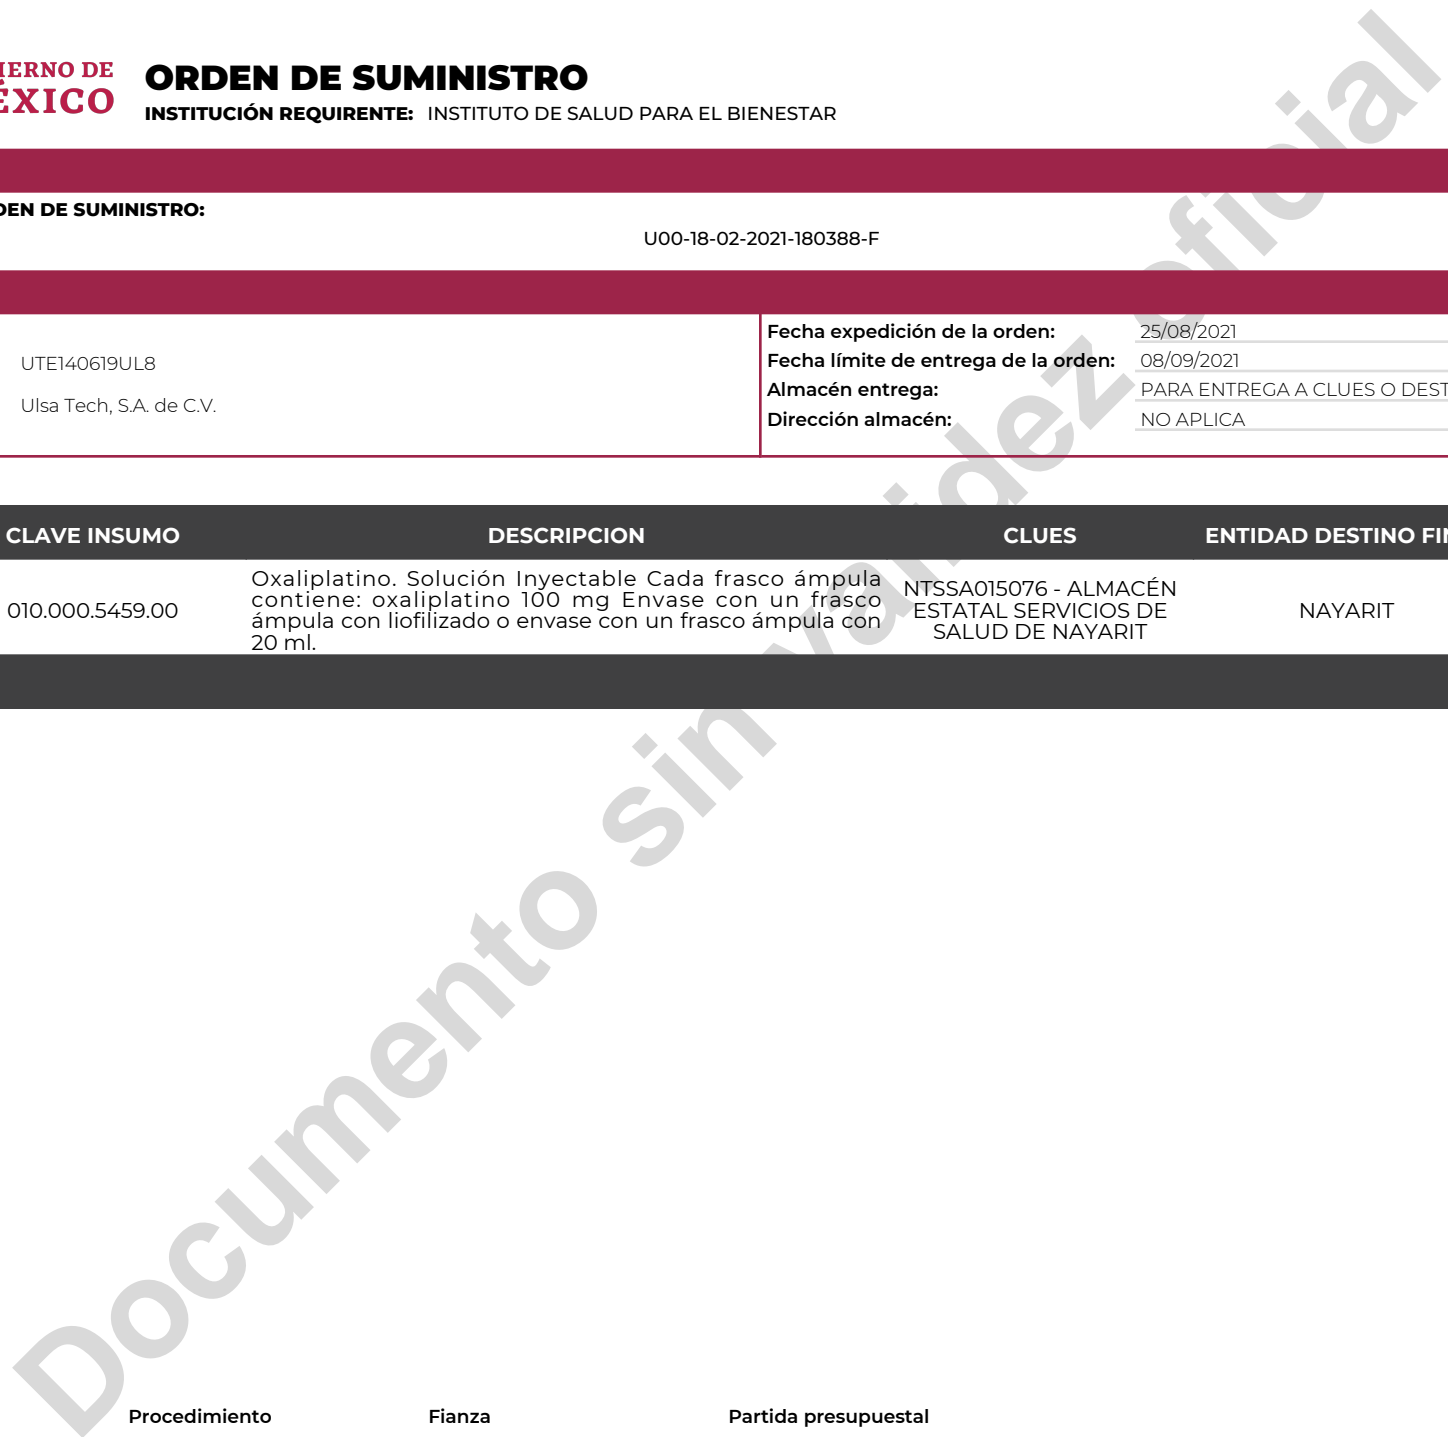 ORDEN DE SUMINISTRO
MÉXICO
INSTITUCIÓN REQUIRENTE: INSTITUTO DE SALUD PARA EL BIENESTAR
DE SUMINISTRO:
U00-18-02-2021-180388-F
UTE140619UL8
Ulsa Tech, S.A. de C.V.
Fecha expedición de la orden: 25/08/2021
Fecha límite de entrega de la orden: 08/09/2021
Almacén entrega: PARA ENTREGA A CLUES O DEST
Dirección almacén: NO APLICA
CLAVE INSUMO DESCRIPCION CLUES ENTIDAD DESTINO FIN
010.000.5459.00
Oxaliplatino. Solución Inyectable Cada frasco ámpula
contiene: oxaliplatino 100 mg Envase con un frasco
ámpula con liofilizado o envase con un frasco ámpula con
20 ml.
NTSSA015076 - ALMACÉN
ESTATAL SERVICIOS DE
SALUD DE NAYARIT
NAYARIT
Documento sin validez oficial
Procedimiento Fianza Partida presupuestal